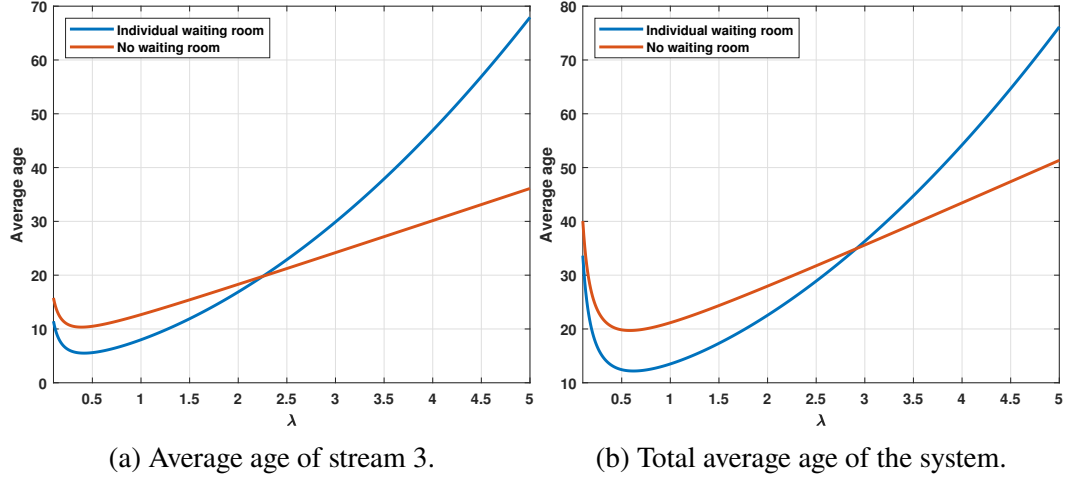 70
60
50
40
30
20
10
0
Average age
Individual waiting room
No waiting room
0.5 1 1.5 2 2.5 3 3.5 4 4.5 5
λ
(a) Average age of stream 3.
80
70
60
50
40
30
20
10
Average age
Individual waiting room
No waiting room
0.5 1 1.5 2 2.5 3 3.5 4 4.5 5
λ
(b) Total average age of the system.